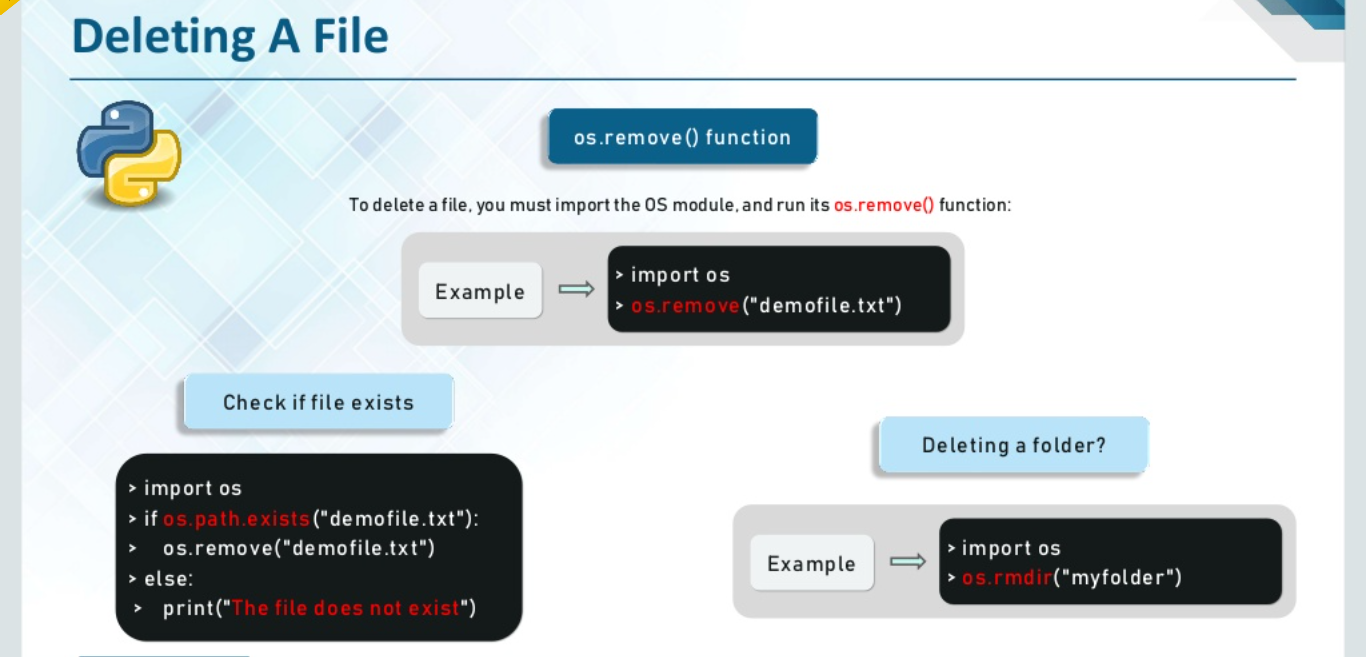 Deleting A File
os.remove() function
To delete a file, you must import the OS module, and run its os.remove() function:
Example
> import os
> os.remove("demofile.txt")
Check if file exists
> import os
> if os.path.exists("demofile.txt"):
>   os.remove("demofile.txt")
> else:
>   print("The file does not exist")
Deleting a folder?
Example
> import os
> os.rmdir("myfolder")